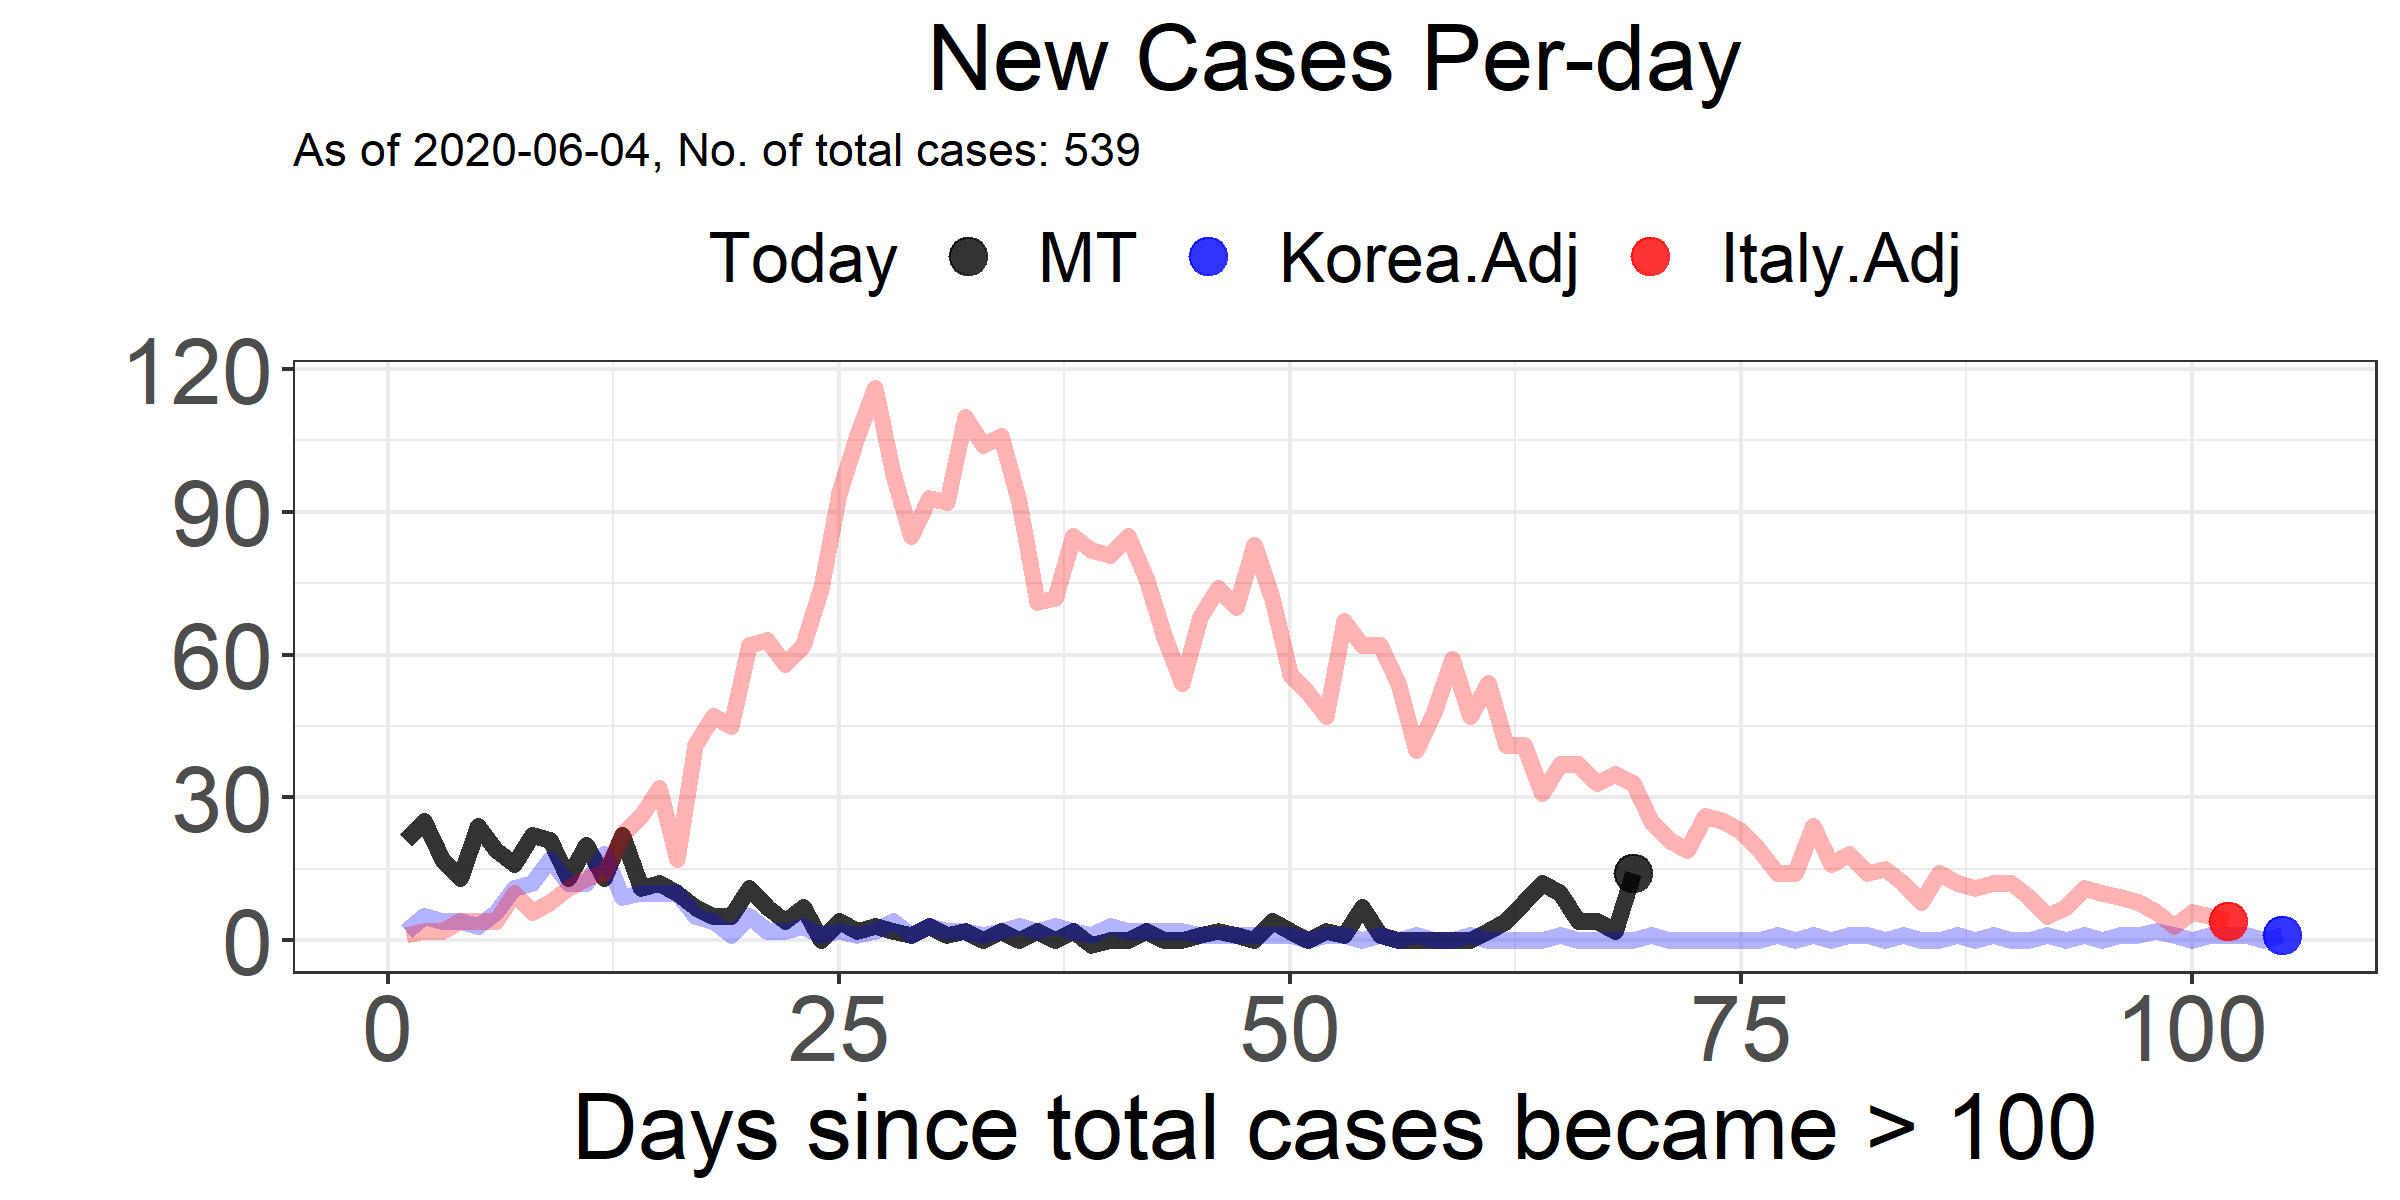 New Cases Per-day
As of 2020-06-04, No. of total cases: 539
Today MT Korea.Adj Italy.Adj
120
90
60
30
0
0 25 50 75 100
Days since total cases became > 100